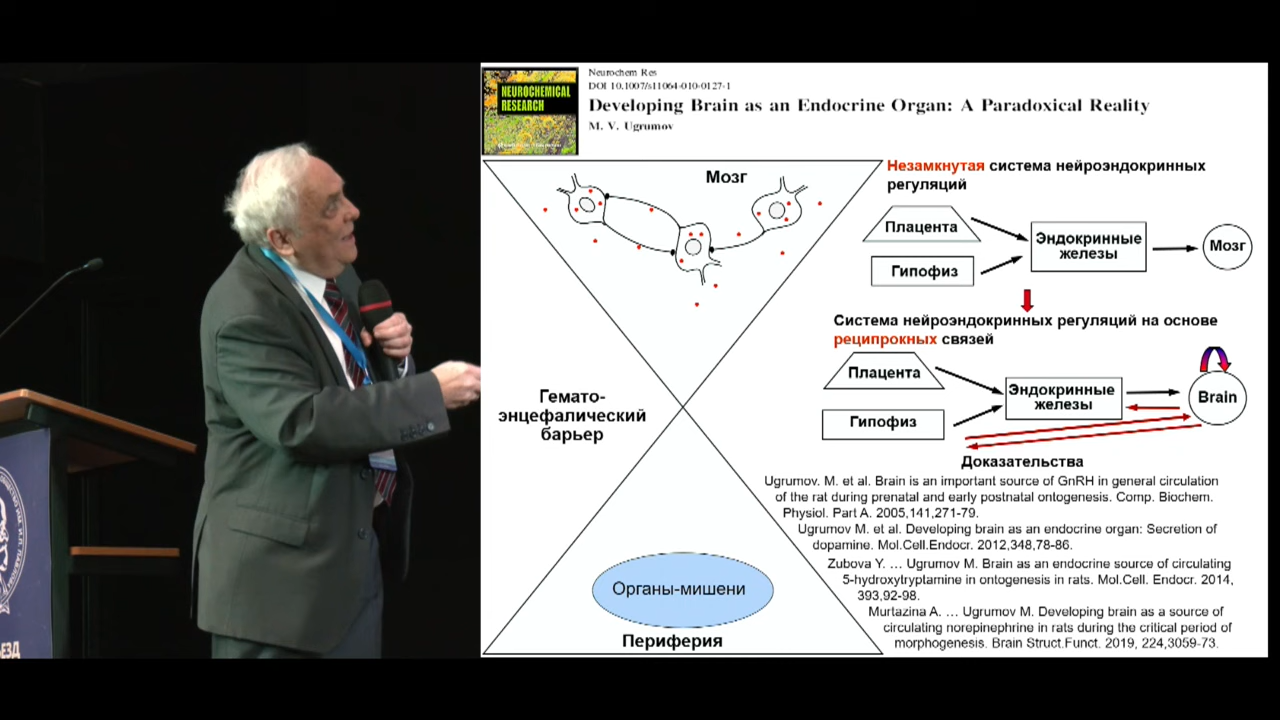 NEUROCHEMICAL
RESEARCH
Neurochem Res
DOI 10.1007/s11064-010-0127-1
Developing Brain as an Endocrine Organ: A Paradoxical Reality
M. V. Ugrumov
Мозг
Гемато-
энцефалический
барьер
Органы-мишени
Периферия
Незамкнутая система нейроэндокринных
регуляций
Плацента
Гипофиз
Эндокринные
железы
Мозг
Система нейроэндокринных регуляций на основе
реципрокных связей
Плацента
Гипофиз
Эндокринные
железы
Brain
Доказательства
Ugrumov. M. et al. Brain is an important source of GnRH in general circulation
of the rat during prenatal and early postnatal ontogenesis. Comp. Biochem.
Physiol. Part A. 2005,141,271-79.
Ugrumov M. et al. Developing brain as an endocrine organ: Secretion of
dopamine. Mol.Cell.Endocr. 2012,348,78-86.
Zubova Y. … Ugrumov M. Brain as an endocrine source of circulating
5-hydroxytryptamine in ontogenesis in rats. Mol.Cell. Endocr. 2014,
393,92-98.
Murtazina A. … Ugrumov M. Developing brain as a source of
circulating norepinephrine in rats during the critical period of
morphogenesis. Brain Struct.Funct. 2019, 224,3059-73.